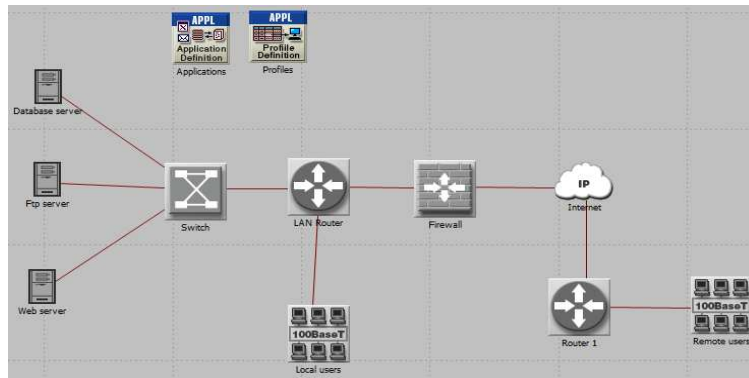 APPL
Application
Definition
Applications
APPL
Profile
Definition
Profiles
Database server
Ftp server
Web server
Switch
LAN Router
Firewall
IP
Internet
100BaseT
Local users
Router 1
100BaseT
Remote users